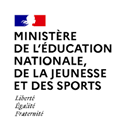 MINISTÈRE
DE L'ÉDUCATION
NATIONALE,
DE LA JEUNESSE
ET DES SPORTS
Liberté
Égalité
Fraternité